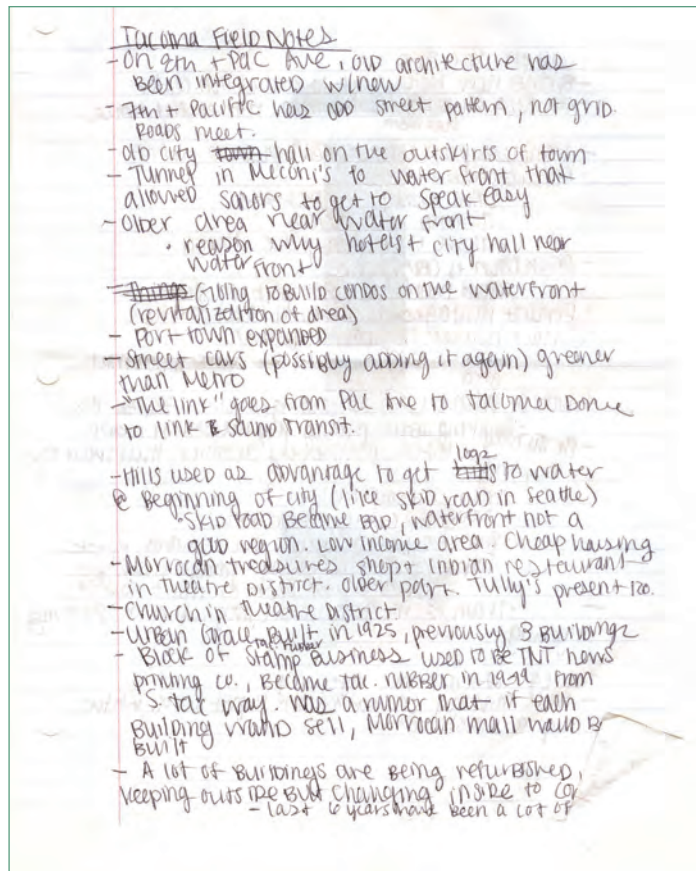 Tacoma Field Notes
- On 9th + Pac Ave, old architecture has
been integrated w/new
- 7th + Pacific has odd street pattern, not grid.
Roads meet.
- old city town hall on the outskirts of town
- Tunnel in Meconi's to water front that
allowed sailors to get to speak easy
- Older area near water front
• reason why hotels + city hall near
water front
- Things Going to Build condos on the waterfront
(revitalization of area)
- Port town expanded
- street cars (possibly adding it again) greener
than Metro
- "The link" goes from Pac Ave to Tacoma Dome
to link & sound Transit.
logs
- Hills used as advantage to get to water
@ Beginning of city (like skid road in Seattle)
• Skid road Became Bad, waterfront not a
good region. Low income area. Cheap housing
- Morrocan treasures shop + Indian restaurant
in Theatre District. older part. Tully's present too.
- Church in Theatre District
- Urban Grace, Built in 1925, previously 3 Buildings
- Block of Stamp Business used to be TNT news
printing co., Became tac. rubber in from
S. tac way. Was a rumor that if each
Building would sell, Morrocan mall would B
Built
- A lot of Buildings are Being refurbished,
keeping outside But Changing inside to
- last 6 years have been a lot of